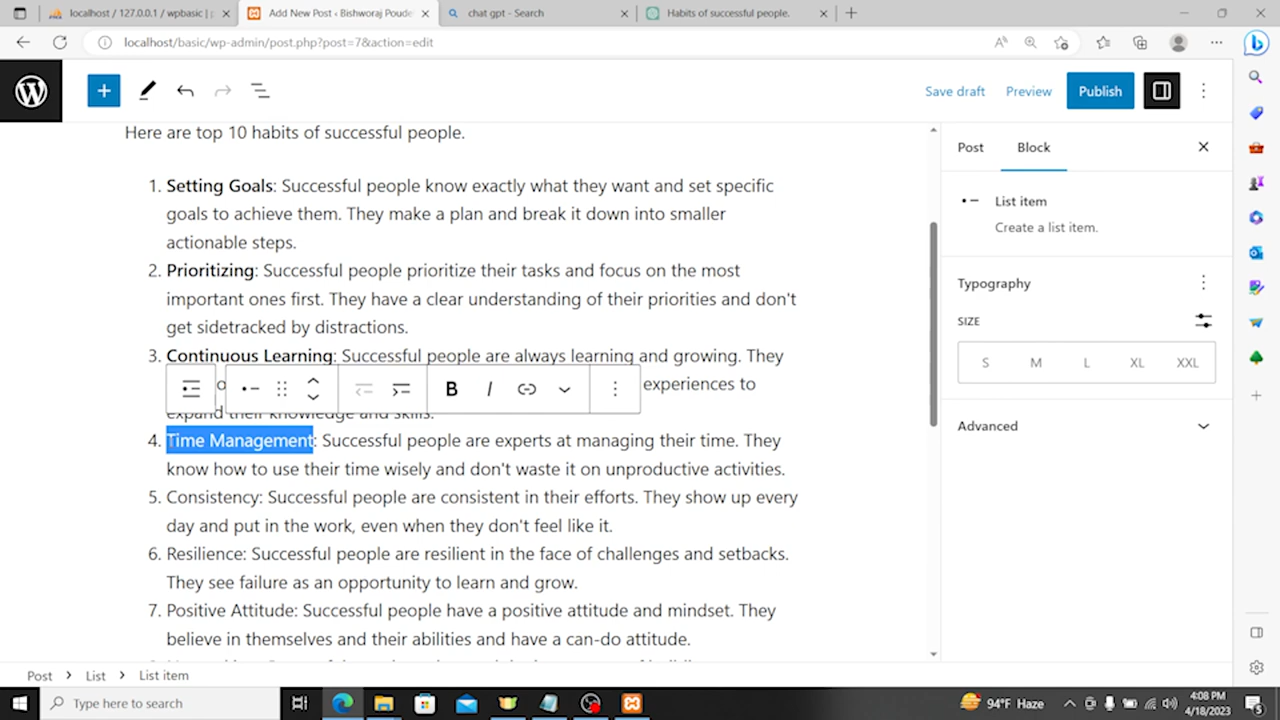 localhost / 127.0.0.1 / wpbasic | p
Add New Post ‹ Bishworaj Poude
chat gpt - Search
Habits of successful people.
localhost/basic/wp-admin/post.php?post=7&action=edit
Save draft
Preview
Publish
Here are top 10 habits of successful people.
1. Setting Goals: Successful people know exactly what they want and set specific
goals to achieve them. They make a plan and break it down into smaller
actionable steps.
2. Prioritizing: Successful people prioritize their tasks and focus on the most
important ones first. They have a clear understanding of their priorities and don't
get sidetracked by distractions.
3. Continuous Learning: Successful people are always learning and growing. They
experiences to
expand their knowledge and skills.
B I
4. Time Management: Successful people are experts at managing their time. They
know how to use their time wisely and don't waste it on unproductive activities.
5. Consistency: Successful people are consistent in their efforts. They show up every
day and put in the work, even when they don't feel like it.
6. Resilience: Successful people are resilient in the face of challenges and setbacks.
They see failure as an opportunity to learn and grow.
7. Positive Attitude: Successful people have a positive attitude and mindset. They
believe in themselves and their abilities and have a can-do attitude.
Post
Block
List item
Create a list item.
Typography
SIZE
S M L XL XXL
Advanced
Post > List > List item
Type here to search
94°F Haze
4:08 PM
4/18/2023
5